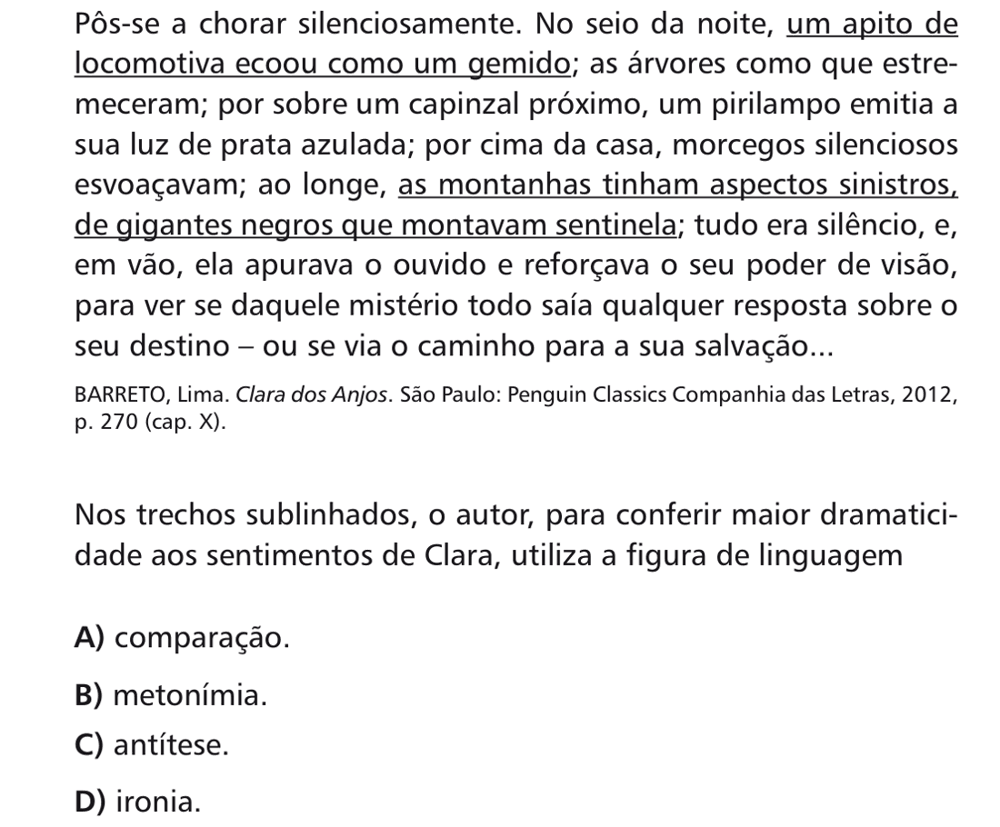 Pôs-se a chorar silenciosamente. No seio da noite, um apito de
locomotiva ecoou como um gemido; as árvores como que estre-
meceram; por sobre um capinzal próximo, um pirilampo emitia a
sua luz de prata azulada; por cima da casa, morcegos silenciosos
esvoaçavam; ao longe, as montanhas tinham aspectos sinistros,
de gigantes negros que montavam sentinela; tudo era silêncio, e,
em vão, ela apurava o ouvido e reforçava o seu poder de visão,
para ver se daquele mistério todo saía qualquer resposta sobre o
seu destino – ou se via o caminho para a sua salvação...
BARRETO, Lima. Clara dos Anjos. São Paulo: Penguin Classics Companhia das Letras, 2012,
p. 270 (cap. X).
Nos trechos sublinhados, o autor, para conferir maior dramatici-
dade aos sentimentos de Clara, utiliza a figura de linguagem
A) comparação.
B) metonímia.
C) antítese.
D) ironia.